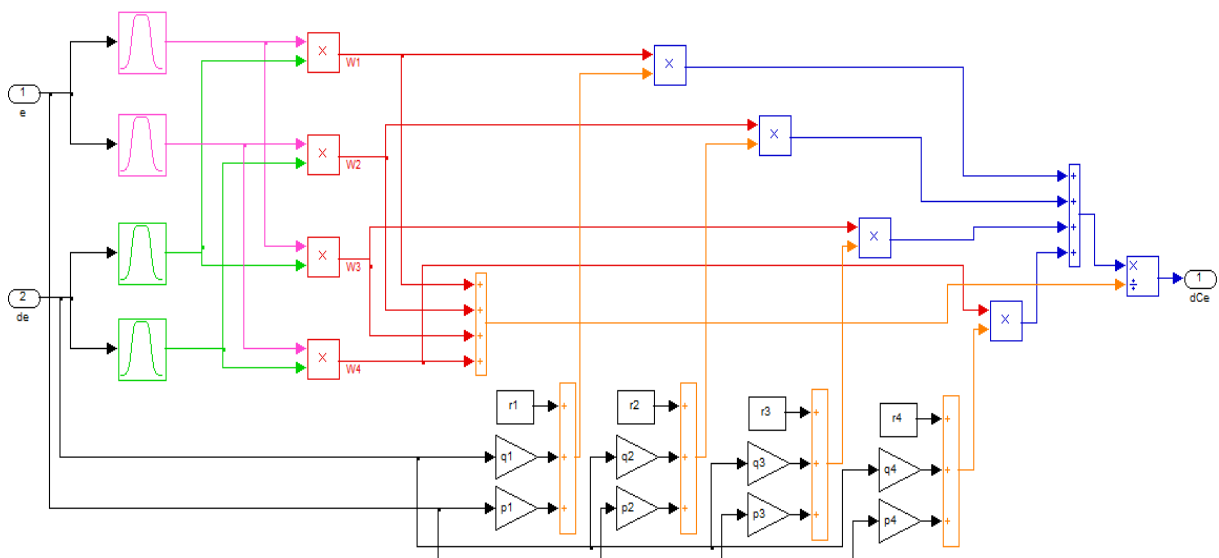 1
e
2
de
×
W1
×
W2
×
W3
×
W4
×
×
×
×
+
+
+
+
+
+
+
+
×
÷
1
dCe
r1
q1
p1
+
+
+
r2
q2
p2
+
+
+
r3
q3
p3
+
+
+
r4
q4
p4
+
+
+